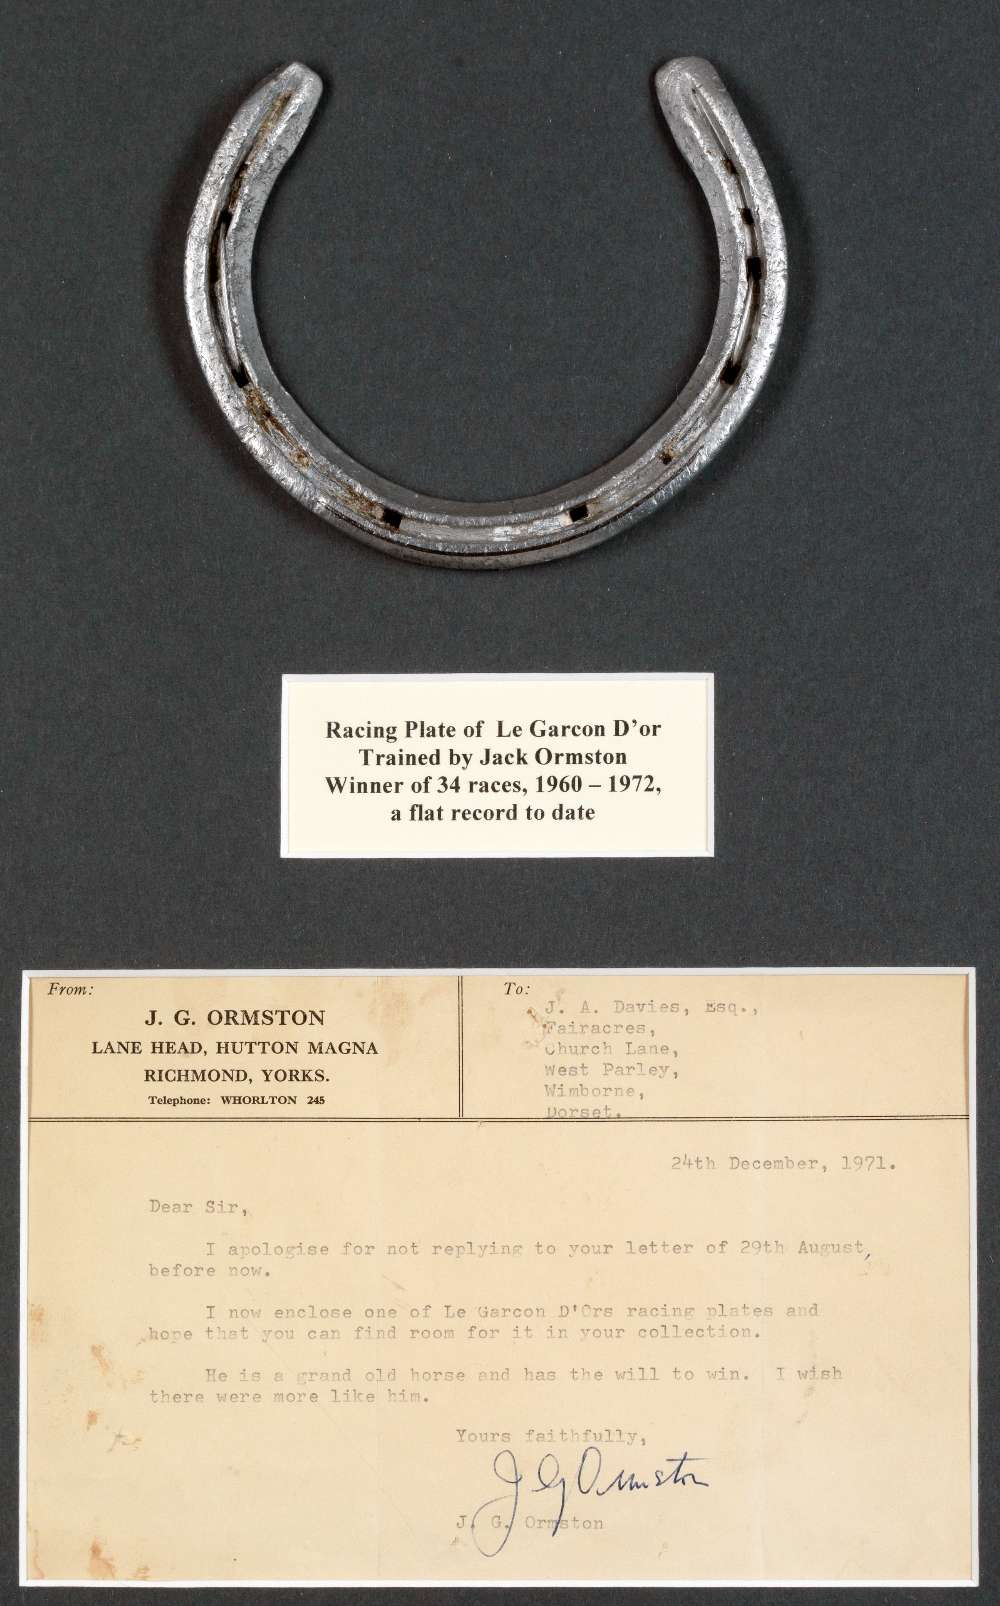 Racing Plate of Le Garcon D'or
Trained by Jack Ormston
Winner of 34 races, 1960 – 1972,
a flat record to date
From:
J. G. ORMSTON
LANE HEAD, HUTTON MAGNA
RICHMOND, YORKS.
Telephone: WHORLTON 245
To:
J. A. Davies, Esq.,
Fairacres,
Church Lane,
West Parley,
Wimborne,
Dorset.
24th December, 1971.
Dear Sir,
I apologise for not replying to your letter of 29th August,
before now.
I now enclose one of Le Garcon D'Ors racing plates and
hope that you can find room for it in your collection.
He is a grand old horse and has the will to win. I wish
there were more like him.
Yours faithfully,
J G Ormston
J. G. Ormston